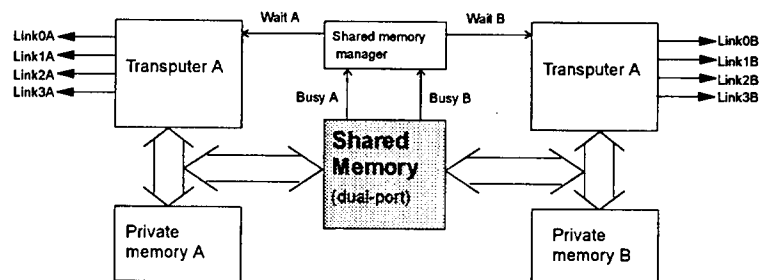 Wait A
Wait B
Link0A
Link1A
Link2A
Link3A
Transputer A
Shared memory
manager
Transputer A
Link0B
Link1B
Link2B
Link3B
Busy A
Busy B
Shared
Memory
(dual-port)
Private
memory A
Private
memory B